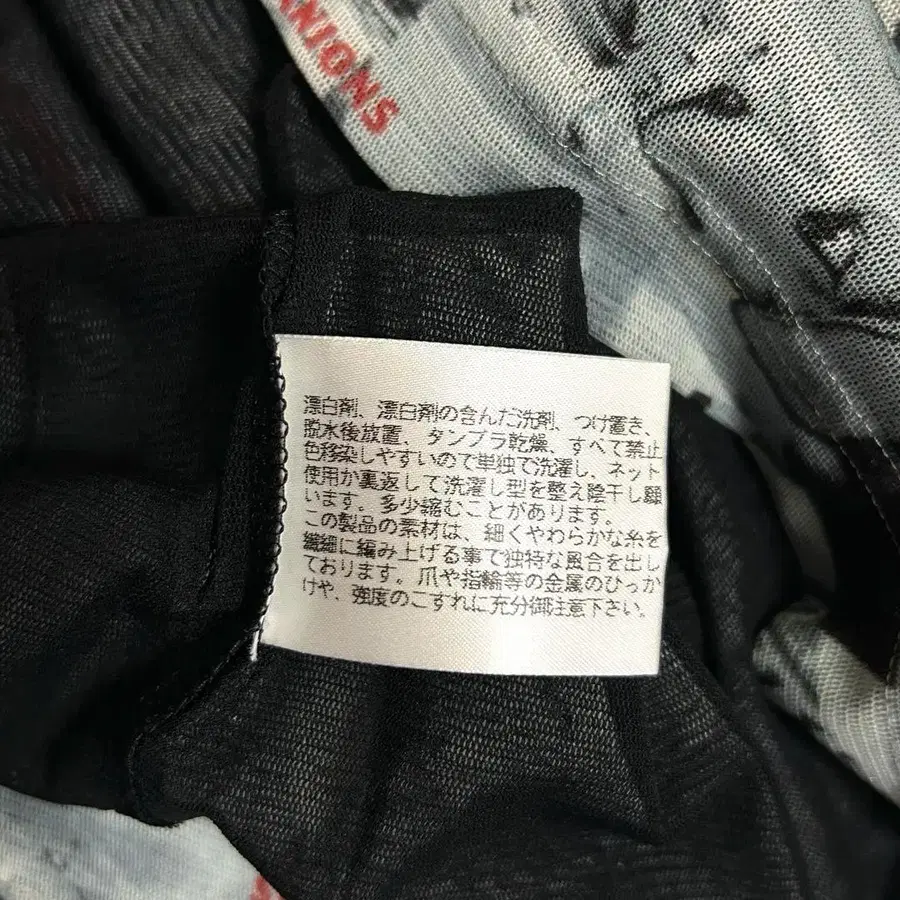 ANIONS
漂白剤、漂白剤の含んだ洗剤、つけ置き、
脱水後放置、タンブラ乾燥、すべて禁止
色移染しやすいので単独で洗濯し、ネット
使用か裏返して洗濯し型を整え陰干し願
います。多少縮むことがあります。
この製品の素材は、細くやわらかな糸を
繊細に編み上げる事で独特な風合を出し
ております。爪や指輪等の金属のひっか
けや、強度のこすれに充分御注意下さい。